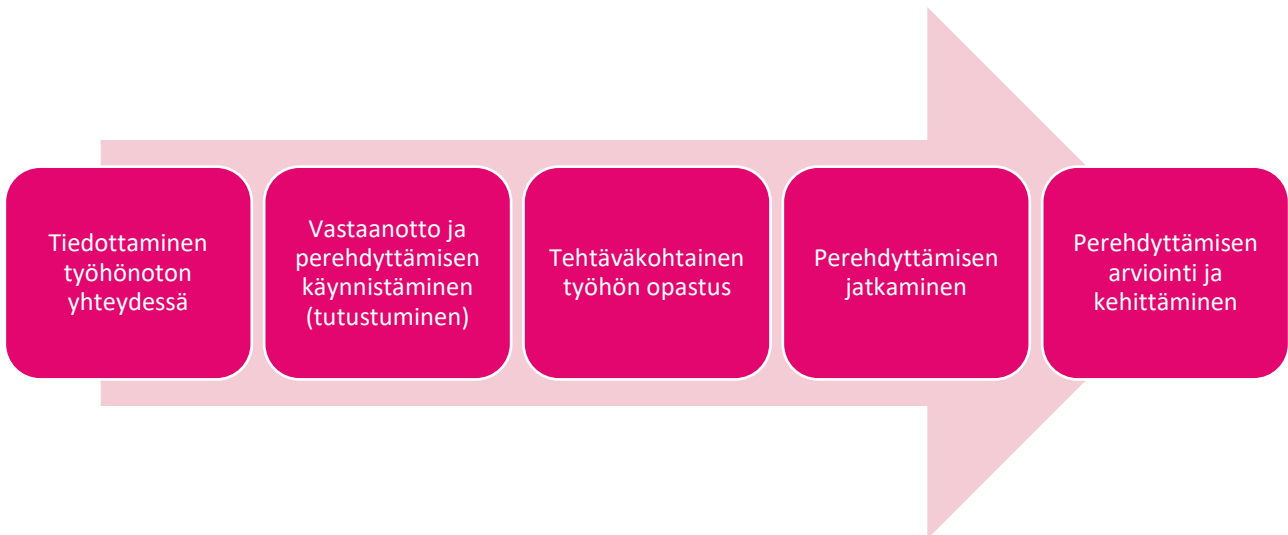 Tiedottaminen
työhönoton
yhteydessä
Vastaanotto ja
perehdyttämisen
käynnistäminen
(tutustuminen)
Tehtäväkohtainen
työhön opastus
Perehdyttämisen
jatkaminen
Perehdyttämisen
arviointi ja
kehittäminen